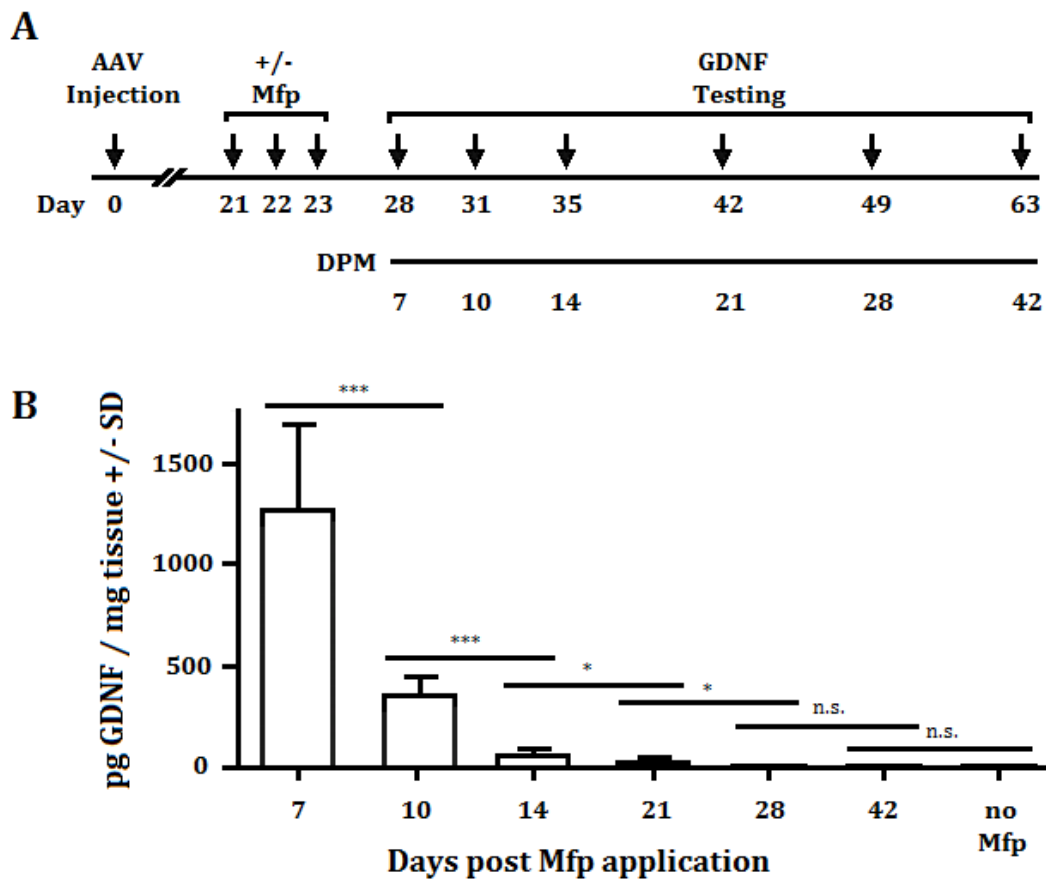 A
AAV
Injection
+/-
Mfp
GDNF
Testing
Day 0 21 22 23 28 31 35 42 49 63
DPM
7 10 14 21 28 42
B
pg GDNF / mg tissue +/- SD
1500
1000
500
0
***
***
*
*
n.s.
n.s.
7 10 14 21 28 42 no
Mfp
Days post Mfp application